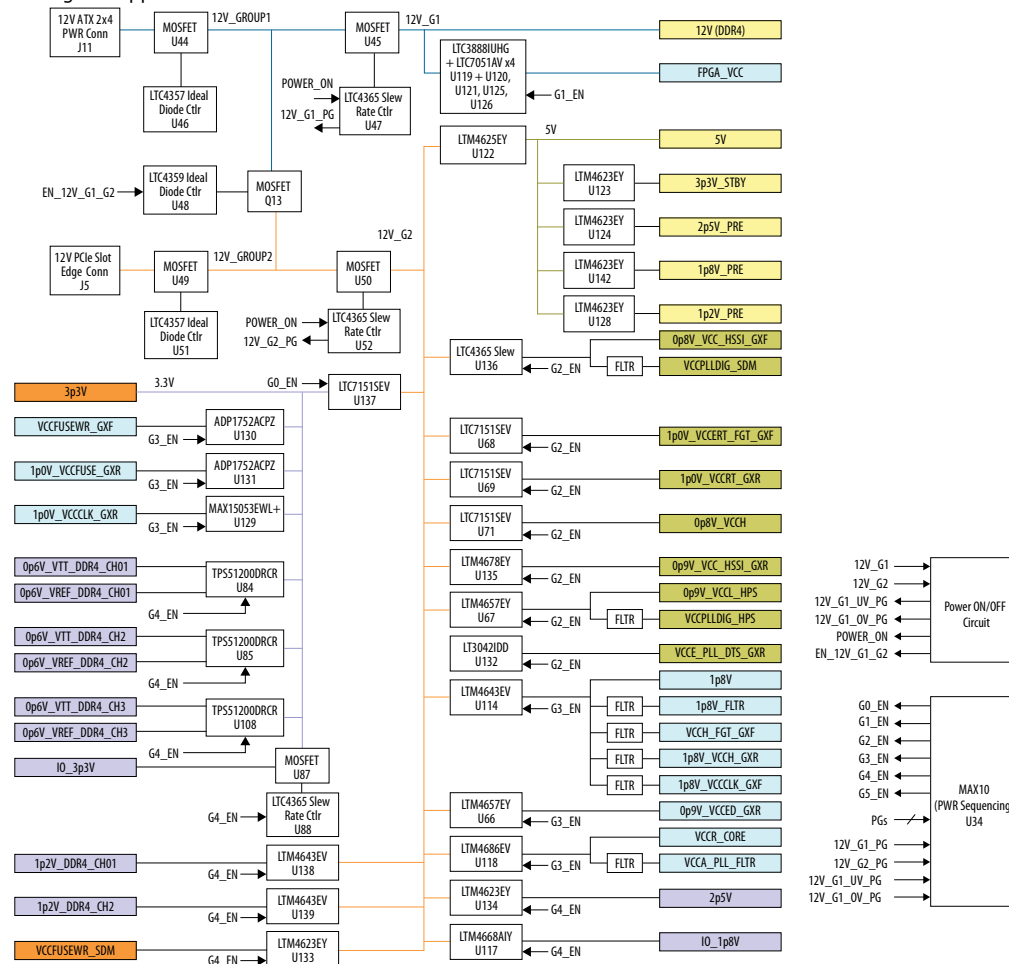 12V ATX 2x4
PWR Conn
J11
MOSFET
U44
12V_GROUP1
MOSFET
U45
12V_G1
12V (DDR4)
LTC3888IUHG
+ LTC7051AV x4
U119 + U120,
U121, U125,
U126
FPGA_VCC
G1_EN
LTC4357 Ideal
Diode Ctlr
U46
POWER_ON
12V_G1_PG
LTC4365 Slew
Rate Ctlr
U47
LTM4625EY
U122
5V
5V
LTM4623EY
U123
3p3V_STBY
EN_12V_G1_G2
LTC4359 Ideal
Diode Ctlr
U48
MOSFET
Q13
LTM4623EY
U124
2p5V_PRE
12V PCIe Slot
Edge Conn
J5
MOSFET
U49
12V_GROUP2
MOSFET
U50
12V_G2
LTM4623EY
U142
1p8V_PRE
LTM4623EY
U128
1p2V_PRE
LTC4357 Ideal
Diode Ctlr
U51
POWER_ON
12V_G2_PG
LTC4365 Slew
Rate Ctlr
U52
LTC4365 Slew
U136
G2_EN
0p8V_VCC_HSSI_GXF
FLTR
VCCPLLDIG_SDM
3p3V
3.3V
G0_EN
LTC7151SEV
U137
VCCFUSEWR_GXF
G3_EN
ADP1752ACPZ
U130
LTC7151SEV
U68
G2_EN
1p0V_VCCERT_FGT_GXF
1p0V_VCCFUSE_GXR
G3_EN
ADP1752ACPZ
U131
LTC7151SEV
U69
G2_EN
1p0V_VCCRT_GXR
1p0V_VCCCLK_GXR
G3_EN
MAX15053EWL+
U129
LTC7151SEV
U71
G2_EN
0p8V_VCCH
0p6V_VTT_DDR4_CH01
0p6V_VREF_DDR4_CH01
G4_EN
TPS51200DRCR
U84
LTM4678EY
U135
G2_EN
0p9V_VCC_HSSI_GXR
LTM4657EY
U67
G2_EN
0p9V_VCCL_HPS
FLTR
VCCPLLDIG_HPS
0p6V_VTT_DDR4_CH2
0p6V_VREF_DDR4_CH2
G4_EN
TPS51200DRCR
U85
LT3042IDD
U132
G2_EN
VCCE_PLL_DTS_GXR
LTM4643EV
U114
G3_EN
1p8V
FLTR
1p8V_FLTR
FLTR
VCCH_FGT_GXF
FLTR
1p8V_VCCH_GXR
FLTR
1p8V_VCCCLK_GXF
0p6V_VTT_DDR4_CH3
0p6V_VREF_DDR4_CH3
G4_EN
TPS51200DRCR
U108
IO_3p3V
MOSFET
U87
G4_EN
LTC4365 Slew
Rate Ctlr
U88
LTM4657EY
U66
G3_EN
0p9V_VCCED_GXR
LTM4686EV
U118
G3_EN
VCCR_CORE
FLTR
VCCA_PLL_FLTR
1p2V_DDR4_CH01
G4_EN
LTM4643EV
U138
1p2V_DDR4_CH2
G4_EN
LTM4643EV
U139
LTM4623EY
U134
G4_EN
2p5V
VCCFUSEWR_SDM
G4_EN
LTM4623EY
U133
LTM4668AIY
U117
G4_EN
IO_1p8V
12V_G1
12V_G2
12V_G1_UV_PG
12V_G1_OV_PG
POWER_ON
EN_12V_G1_G2
Power ON/OFF
Circuit
G0_EN
G1_EN
G2_EN
G3_EN
G4_EN
G5_EN
PGs
12V_G1_PG
12V_G2_PG
12V_G1_UV_PG
12V_G1_OV_PG
MAX10
(PWR Sequencing
U34